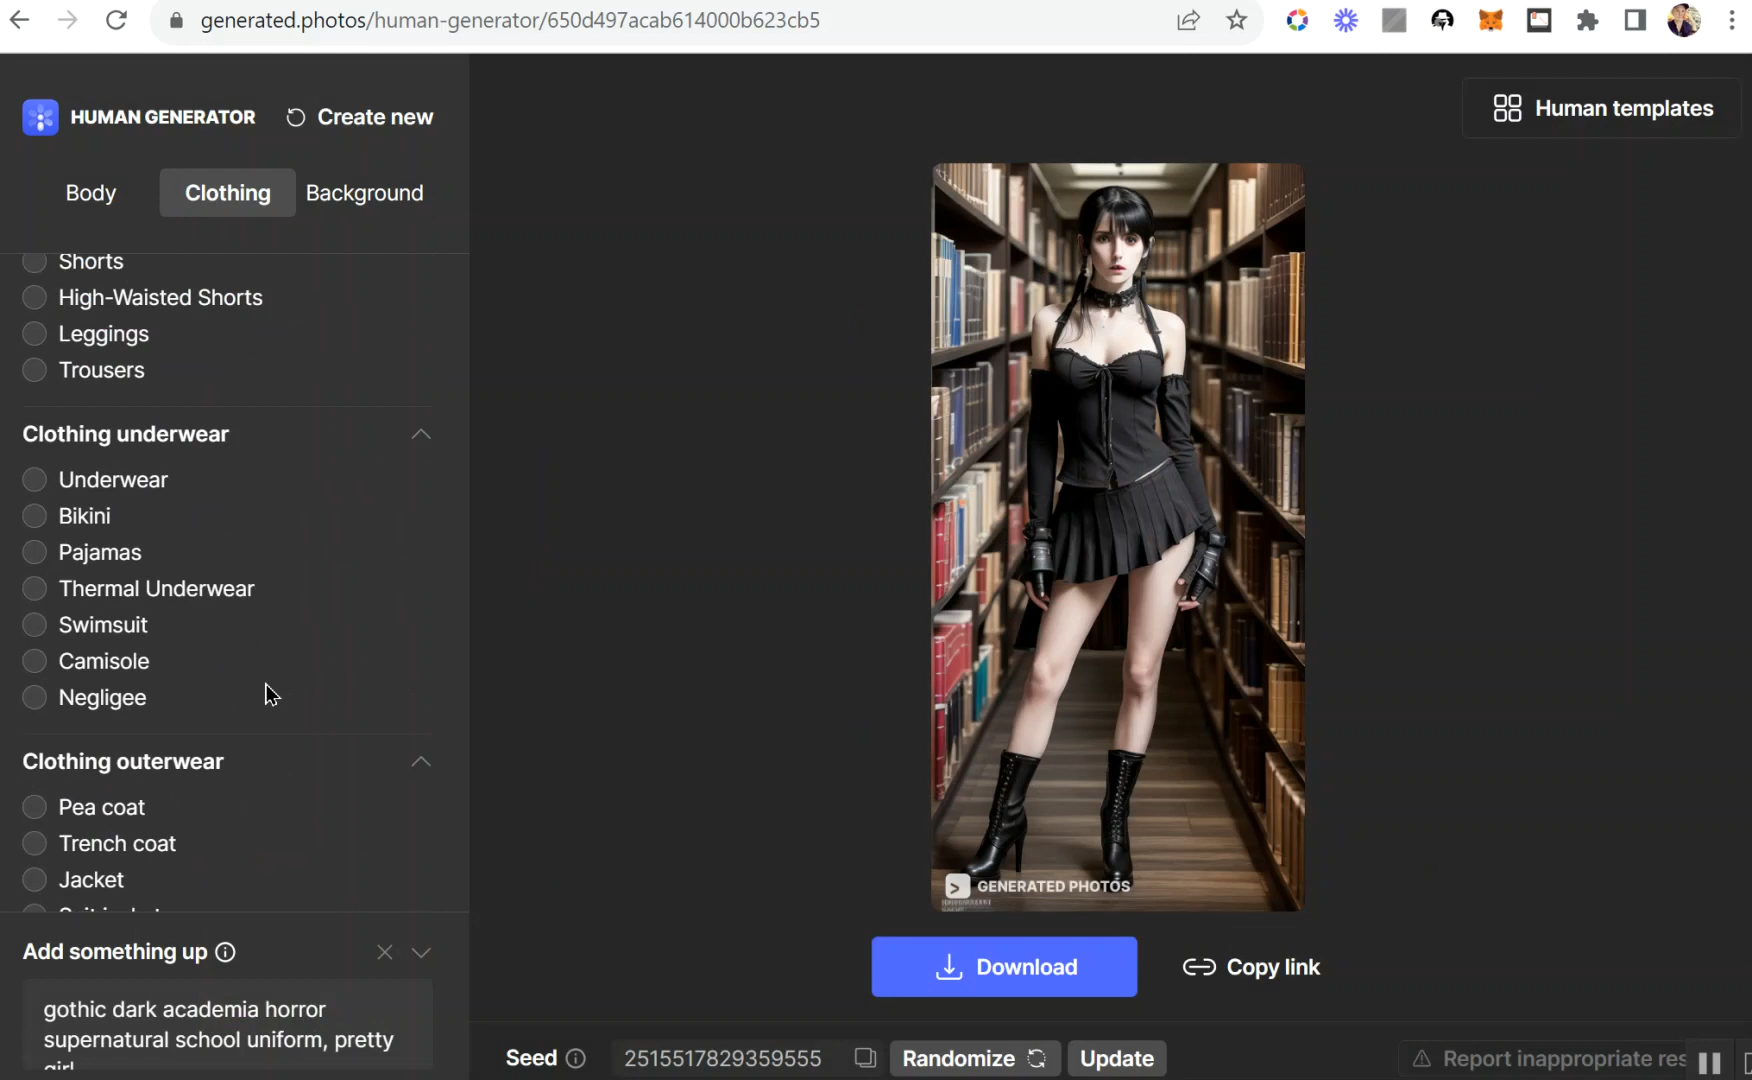 generated.photos/human-generator/650d497acab614000b623cb5
HUMAN GENERATOR
Create new
Human templates
Body
Clothing
Background
Shorts
High-Waisted Shorts
Leggings
Trousers
Clothing underwear
Underwear
Bikini
Pajamas
Thermal Underwear
Swimsuit
Camisole
Negligee
Clothing outerwear
Pea coat
Trench coat
Jacket
GENERATED PHOTOS
Add something up
gothic dark academia horror
supernatural school uniform, pretty
Download
Copy link
Seed
2515517829359555
Randomize
Update
Report inappropriate res